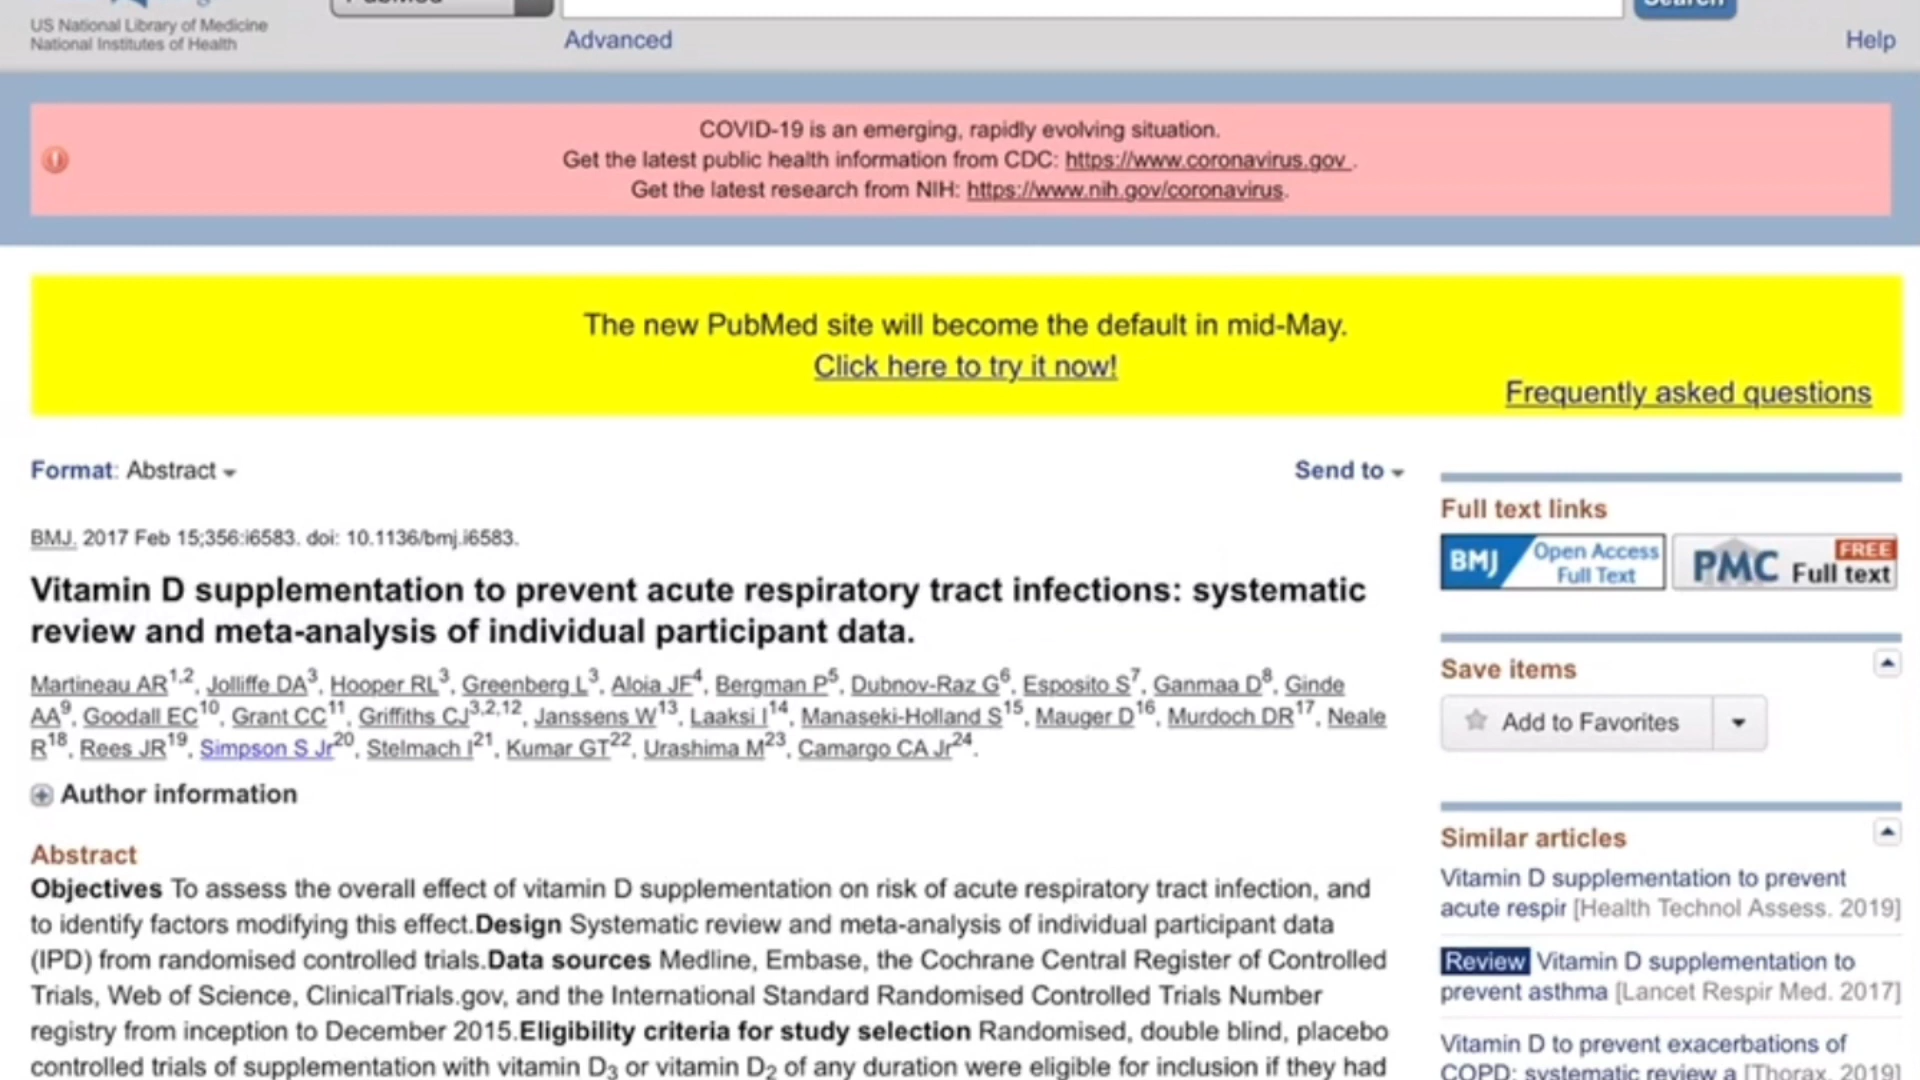 US National Library of Medicine
National Institutes of Health
PubMed
Search
Advanced
Help
COVID-19 is an emerging, rapidly evolving situation.
Get the latest public health information from CDC: https://www.coronavirus.gov .
Get the latest research from NIH: https://www.nih.gov/coronavirus.
The new PubMed site will become the default in mid-May.
Click here to try it now!
Frequently asked questions
Format: Abstract
Send to
BMJ. 2017 Feb 15;356:i6583. doi: 10.1136/bmj.i6583.
Vitamin D supplementation to prevent acute respiratory tract infections: systematic
review and meta-analysis of individual participant data.
Martineau AR1,2, Jolliffe DA3, Hooper RL3, Greenberg L3, Aloia JF4, Bergman P5, Dubnov-Raz G6, Esposito S7, Ganmaa D8, Ginde
AA9, Goodall EC10, Grant CC11, Griffiths CJ3,2,12, Janssens W13, Laaksi I14, Manaseki-Holland S15, Mauger D16, Murdoch DR17, Neale
R18, Rees JR19, Simpson S Jr20, Stelmach I21, Kumar GT22, Urashima M23, Camargo CA Jr24.
Author information
Abstract
Objectives To assess the overall effect of vitamin D supplementation on risk of acute respiratory tract infection, and
to identify factors modifying this effect.Design Systematic review and meta-analysis of individual participant data
(IPD) from randomised controlled trials.Data sources Medline, Embase, the Cochrane Central Register of Controlled
Trials, Web of Science, ClinicalTrials.gov, and the International Standard Randomised Controlled Trials Number
registry from inception to December 2015.Eligibility criteria for study selection Randomised, double blind, placebo
controlled trials of supplementation with vitamin D3 or vitamin D2 of any duration were eligible for inclusion if they had
Full text links
BMJ Open Access
Full Text
PMC FREE
Full text
Save items
Add to Favorites
Similar articles
Vitamin D supplementation to prevent
acute respir [Health Technol Assess. 2019]
Review Vitamin D supplementation to
prevent asthma [Lancet Respir Med. 2017]
Vitamin D to prevent exacerbations of
COPD: systematic review a [Thorax. 2019]